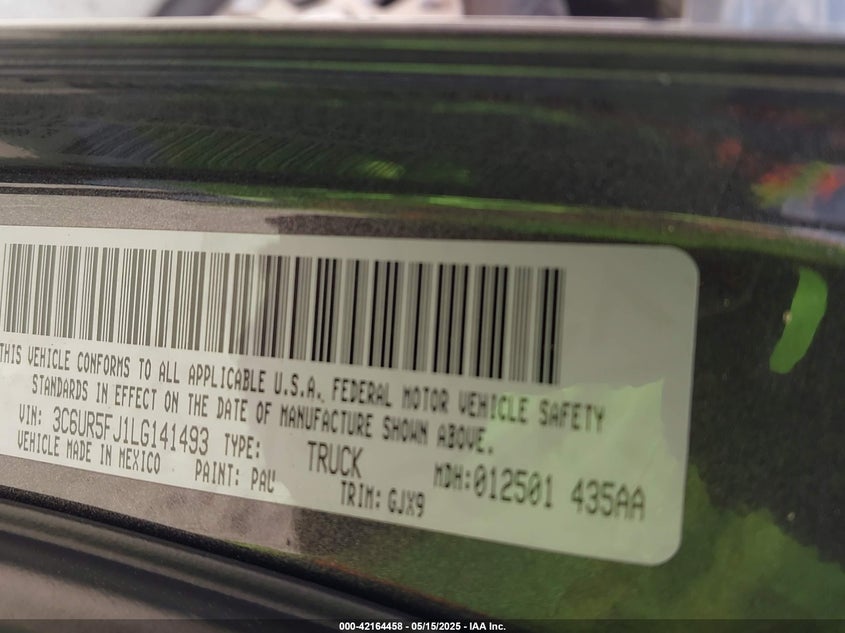 THIS VEHICLE CONFORMS TO ALL APPLICABLE U.S.A. FEDERAL MOTOR VEHICLE SAFETY
STANDARDS IN EFFECT ON THE DATE OF MANUFACTURE SHOWN ABOVE.
VIN: 3C6UR5FJ1LG141493 TYPE: TRUCK MDH:012501 435AA
VEHICLE MADE IN MEXICO PAINT: PAU TRIM: GJX9
000-42164458 - 05/15/2025 - IAA Inc.